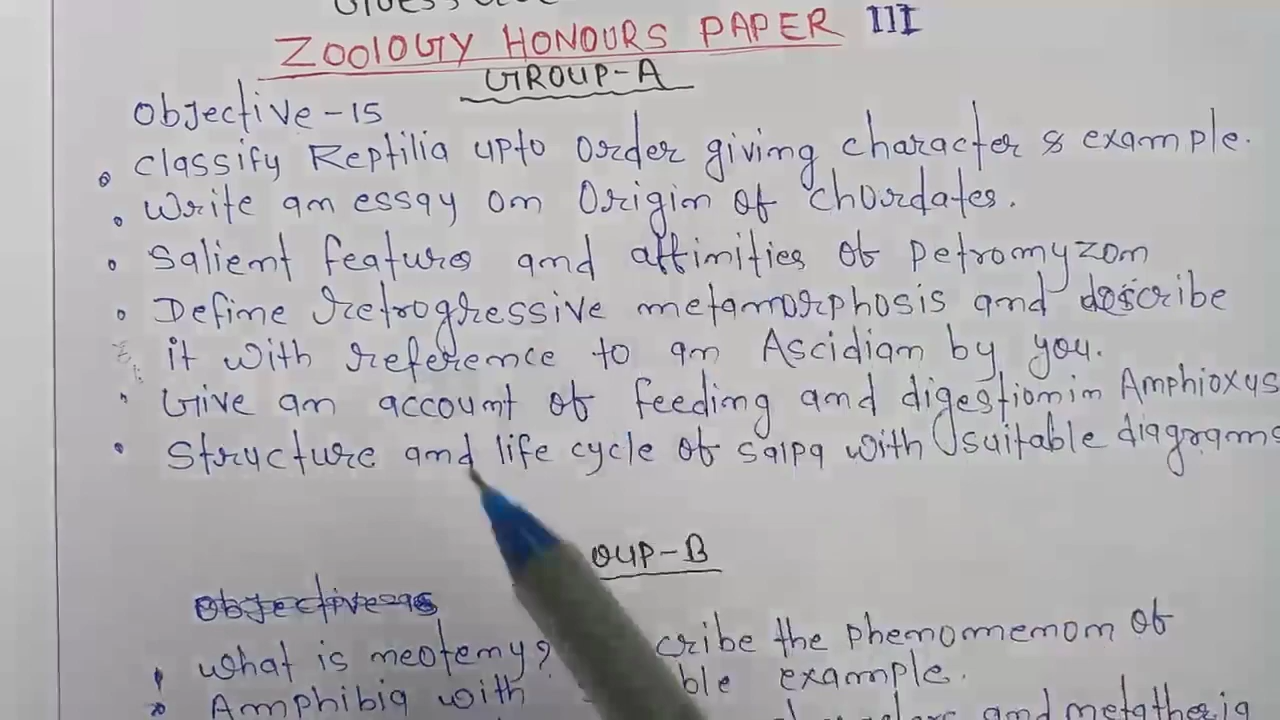 ZOOlOGY HONOURS PAPER III
GROUP-A
Objective-15
classify Reptilia upto order giving character & example.
write an essay on Origin of chordates.
salient features and affinities of petromyzon
Define retrogressive metamorphosis and describe
it with reference to an Ascidian by you.
Give an account of feeding and digestion in Amphioxus
structure and life cycle of salpa with suitable diagrams
oup-B
what is neoteny? cribe the phenomenon of
Amphibia with ble example.
and metatheria